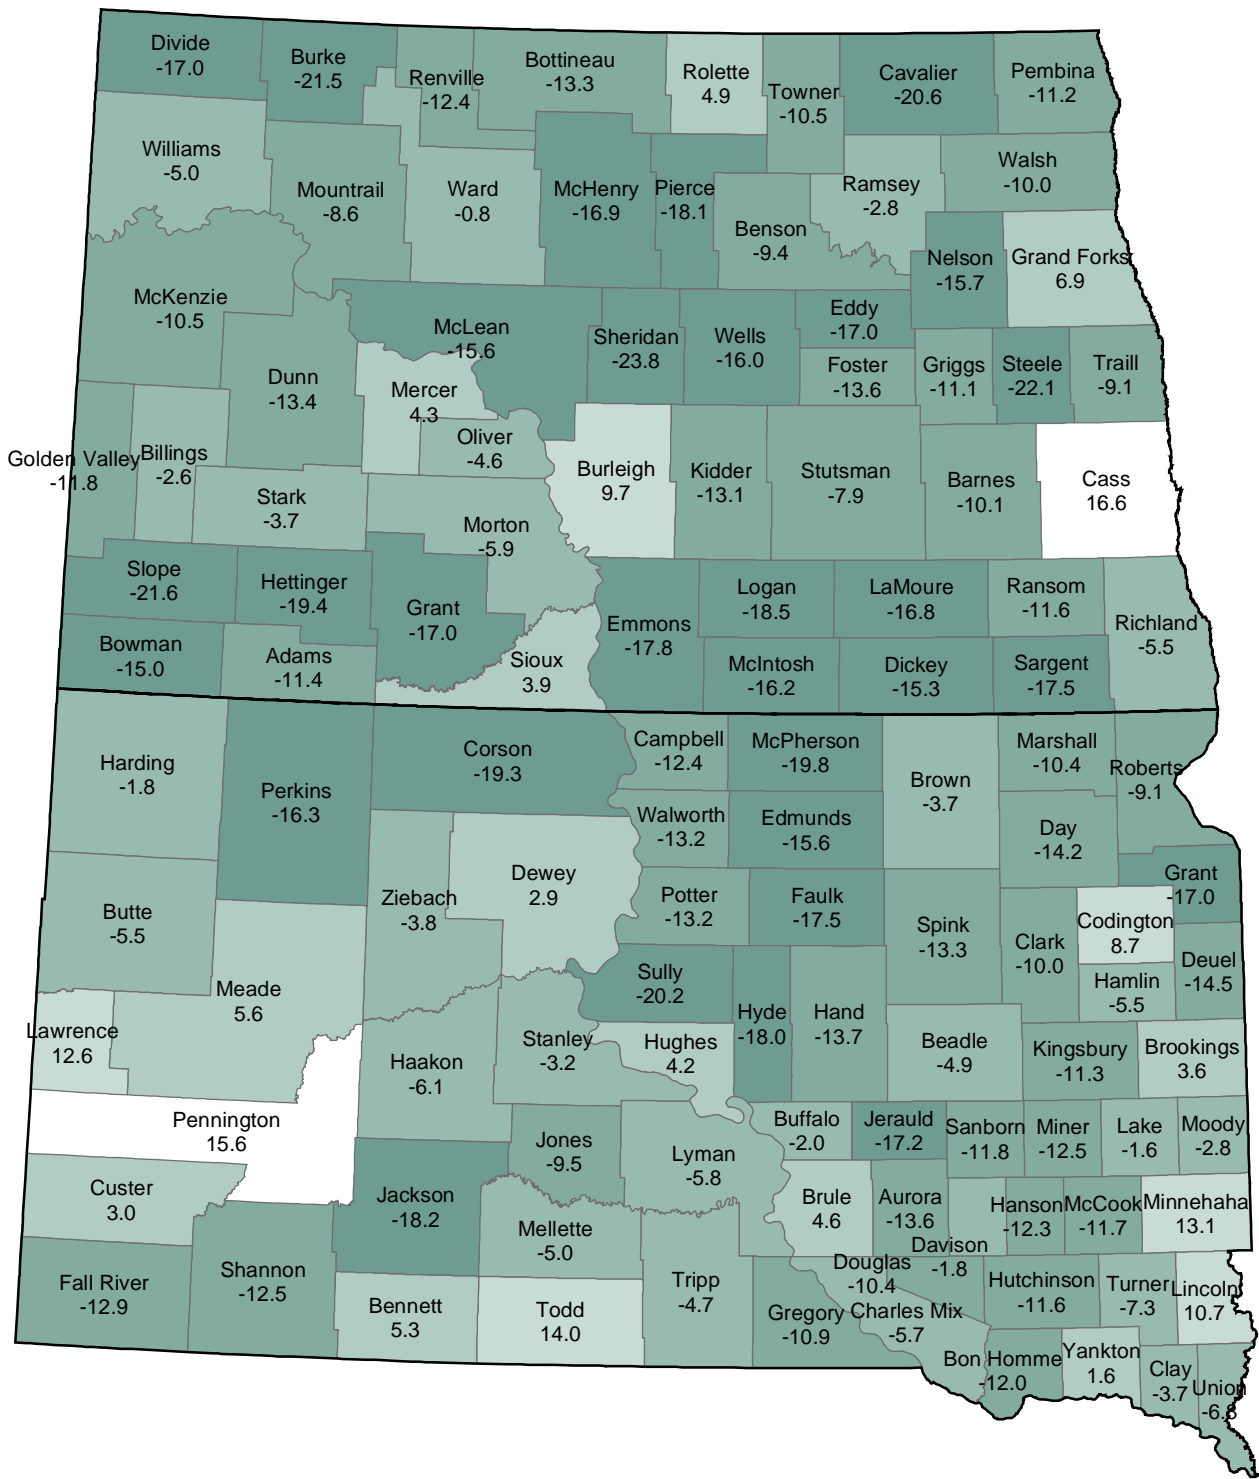 Divide
-17.0
Burke
-21.5
Renville
-12.4
Bottineau
-13.3
Rolette
4.9
Towner
-10.5
Cavalier
-20.6
Pembina
-11.2
Williams
-5.0
Mountrail
-8.6
Ward
-0.8
McHenry
-16.9
Pierce
-18.1
Benson
-9.4
Ramsey
-2.8
Walsh
-10.0
Nelson
-15.7
Grand Forks
6.9
McKenzie
-10.5
Dunn
-13.4
McLean
-15.6
Mercer
4.3
Oliver
-4.6
Sheridan
-23.8
Wells
-16.0
Eddy
-17.0
Foster
-13.6
Griggs
-11.1
Steele
-22.1
Traill
-9.1
Golden Valley
-11.8
Billings
-2.6
Stark
-3.7
Morton
-5.9
Burleigh
9.7
Kidder
-13.1
Stutsman
-7.9
Barnes
-10.1
Cass
16.6
Slope
-21.6
Hettinger
-19.4
Grant
-17.0
Bowman
-15.0
Adams
-11.4
Sioux
3.9
Emmons
-17.8
Logan
-18.5
LaMoure
-16.8
Ransom
-11.6
Richland
-5.5
McIntosh
-16.2
Dickey
-15.3
Sargent
-17.5
Harding
-1.8
Perkins
-16.3
Corson
-19.3
Campbell
-12.4
McPherson
-19.8
Brown
-3.7
Marshall
-10.4
Roberts
-9.1
Walworth
-13.2
Edmunds
-15.6
Day
-14.2
Butte
-5.5
Ziebach
-3.8
Dewey
2.9
Potter
-13.2
Faulk
-17.5
Spink
-13.3
Clark
-10.0
Codington
8.7
Grant
-17.0
Hamlin
-5.5
Deuel
-14.5
Meade
5.6
Lawrence
12.6
Haakon
-6.1
Stanley
-3.2
Sully
-20.2
Hughes
4.2
Hyde
-18.0
Hand
-13.7
Beadle
-4.9
Kingsbury
-11.3
Brookings
3.6
Pennington
15.6
Custer
3.0
Jackson
-18.2
Jones
-9.5
Lyman
-5.8
Buffalo
-2.0
Jerauld
-17.2
Sanborn
-11.8
Miner
-12.5
Lake
-1.6
Moody
-2.8
Brule
4.6
Aurora
-13.6
Davison
-1.8
Hanson
-12.3
McCook
-11.7
Minnehaha
13.1
Fall River
-12.9
Shannon
-12.5
Bennett
5.3
Mellette
-5.0
Todd
14.0
Tripp
-4.7
Gregory
-10.9
Douglas
-10.4
Charles Mix
-5.7
Hutchinson
-11.6
Turner
-7.3
Lincoln
10.7
Bon Homme
-12.0
Yankton
1.6
Clay
-3.7
Union